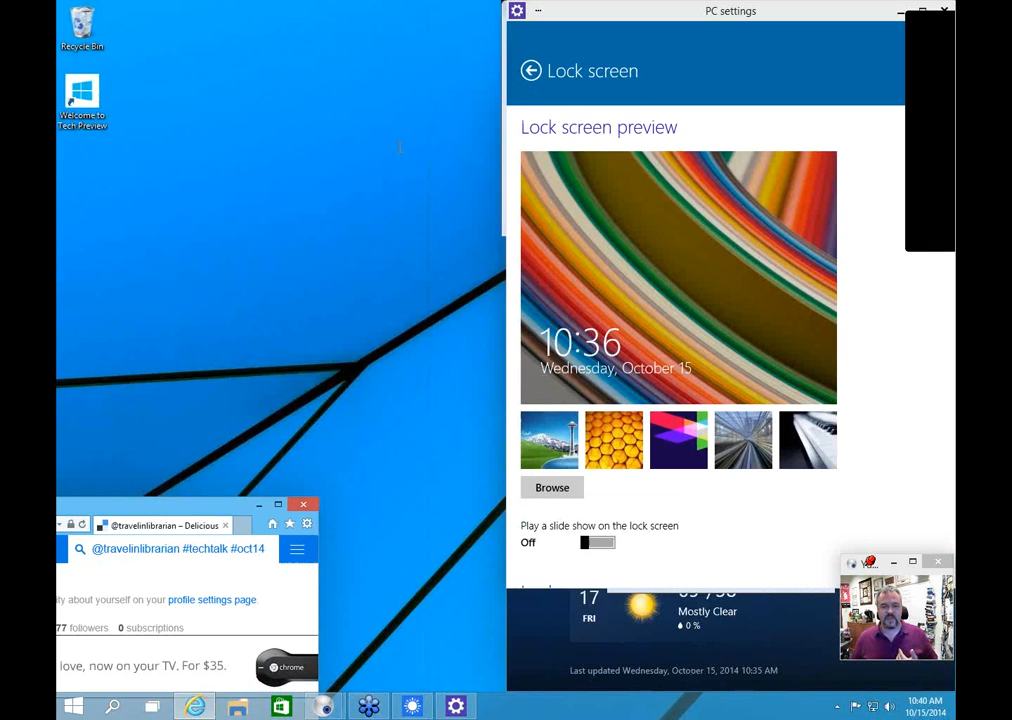 Recycle Bin
Welcome to
Tech Preview
PC settings
Lock screen
Lock screen preview
10:36
Wednesday, October 15
Browse
Play a slide show on the lock screen
Off
@travelinlibrarian – Delicious
@travelinlibrarian #techtalk #oct14
ity about yourself on your profile settings page.
77 followers 0 subscriptions
love, now on your TV. For $35.
chrome
17
FRI
Mostly Clear
0 %
Last updated Wednesday, October 15, 2014 10:35 AM
10:40 AM
10/15/2014